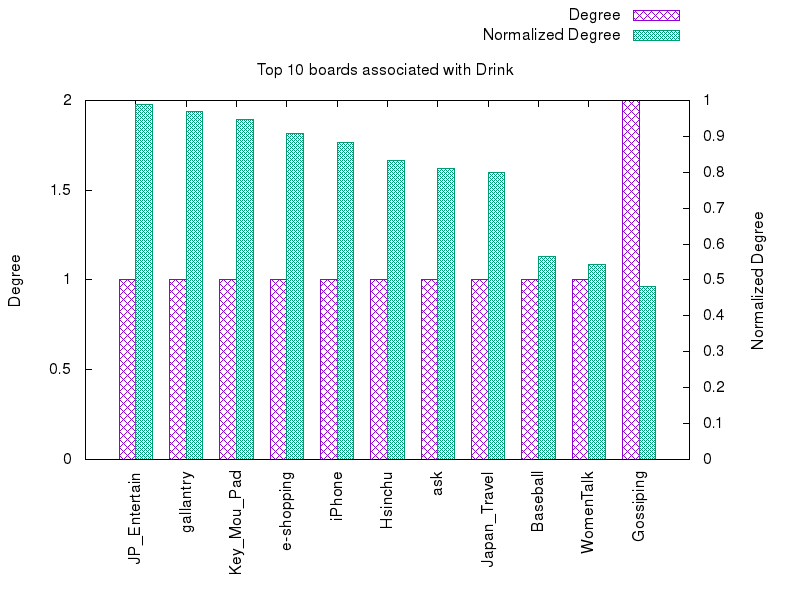 Degree
Normalized Degree
Top 10 boards associated with Drink
2
1.5
1
0.5
0
1
0.9
0.8
0.7
0.6
0.5
0.4
0.3
0.2
0.1
0
Degree
Normalized Degree
JP_Entertain
gallantry
Key_Mou_Pad
e-shopping
iPhone
Hsinchu
ask
Japan_Travel
Baseball
WomenTalk
Gossiping